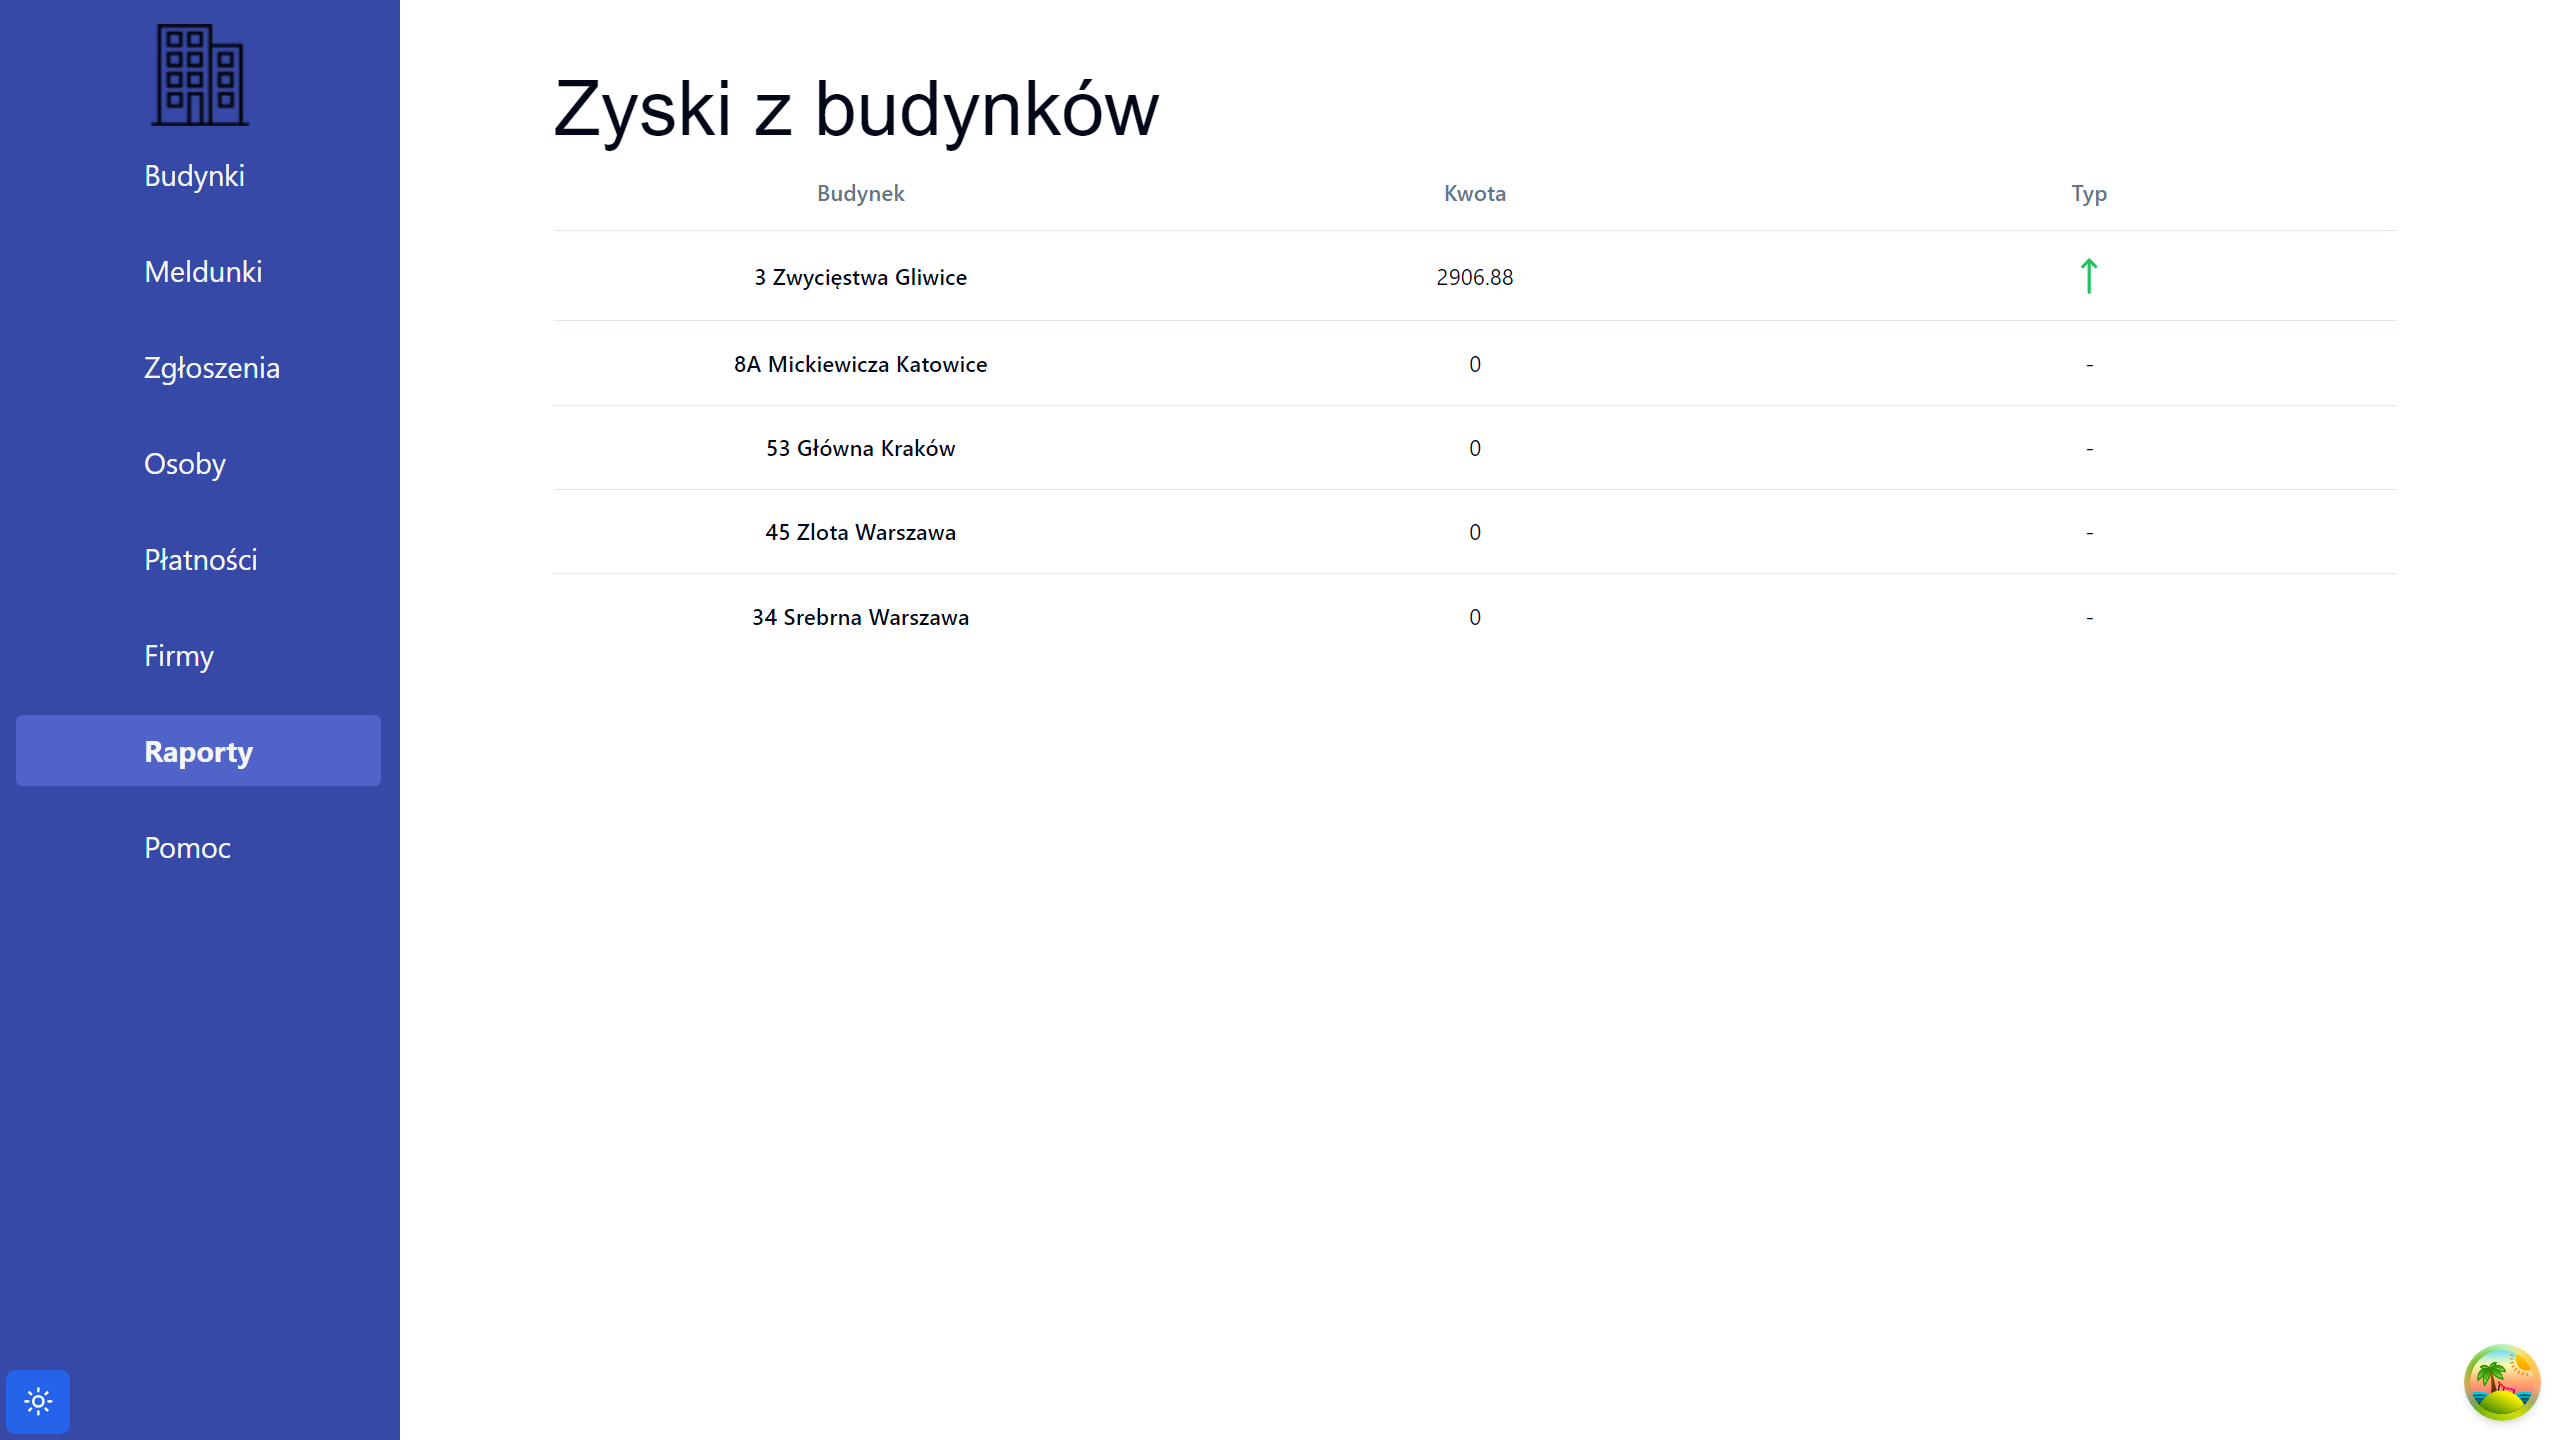 Budynki
Meldunki
Zgłoszenia
Osoby
Płatności
Firmy
Raporty
Pomoc
Zyski z budynków
Budynek Kwota Typ
3 Zwycięstwa Gliwice 2906.88
8A Mickiewicza Katowice 0 -
53 Główna Kraków 0 -
45 Zlota Warszawa 0 -
34 Srebrna Warszawa 0 -